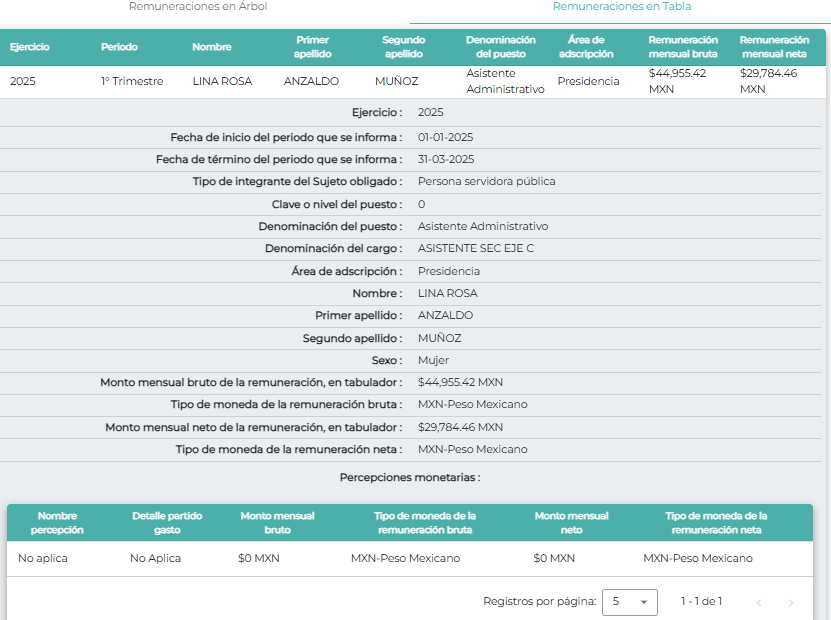 Remuneraciones en Árbol
Remuneraciones en Tabla
Ejercicio Periodo Nombre Primer apellido Segundo apellido Denominación del puesto Área de adscripción Remuneración mensual bruta Remuneración mensual neta
2025 1° Trimestre LINA ROSA ANZALDO MUÑOZ Asistente Administrativo Presidencia $44,955.42 MXN $29,784.46 MXN
Ejercicio : 2025
Fecha de inicio del periodo que se informa : 01-01-2025
Fecha de término del periodo que se informa : 31-03-2025
Tipo de integrante del Sujeto obligado : Persona servidora pública
Clave o nivel del puesto : 0
Denominación del puesto : Asistente Administrativo
Denominación del cargo : ASISTENTE SEC EJE C
Área de adscripción : Presidencia
Nombre : LINA ROSA
Primer apellido : ANZALDO
Segundo apellido : MUÑOZ
Sexo : Mujer
Monto mensual bruto de la remuneración, en tabulador : $44,955.42 MXN
Tipo de moneda de la remuneración bruta : MXN-Peso Mexicano
Monto mensual neto de la remuneración, en tabulador : $29,784.46 MXN
Tipo de moneda de la remuneración neta : MXN-Peso Mexicano
Percepciones monetarias :
Nombre percepción Detalle partido gasto Monto mensual bruto Tipo de moneda de la remuneración bruta Monto mensual neto Tipo de moneda de la remuneración neta
No aplica No Aplica $0 MXN MXN-Peso Mexicano $0 MXN MXN-Peso Mexicano
Registros por página: 5 1 - 1 de 1